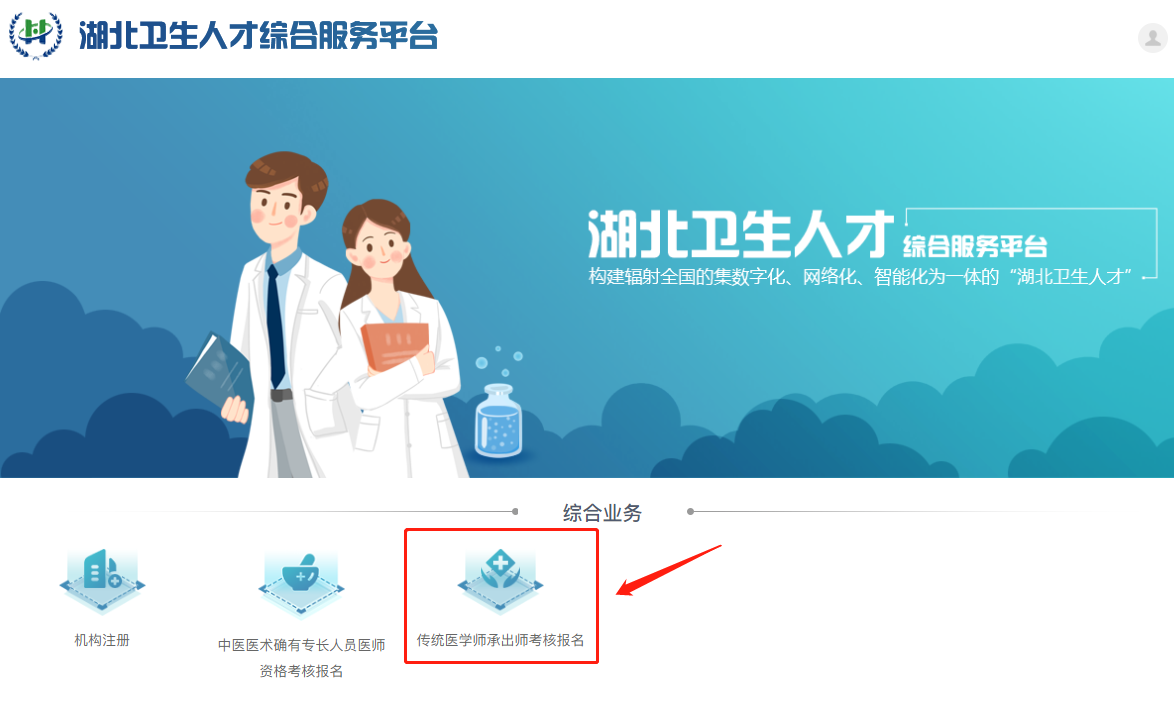 湖北卫生人才综合服务平台
湖北卫生人才 综合服务平台
构建辐射全国的集数字化、网络化、智能化为一体的“湖北卫生人才”
综合业务
机构注册
中医医术确有专长人员医师
资格考核报名
传统医学师承出师考核报名